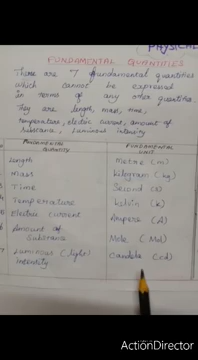 PHYSICAL
FUNDAMENTAL QUANTITIES
There are 7 fundamental quantities
which cannot be expressed
In terms of any other quantities.
They are length, mass, time,
temperature, electric current, amount of
Substance, Luminous Intensity
FUNDAMENTAL QUANTITY
FUNDAMENTAL UNIT
Length Metre (m)
Mass kilogram (kg)
Time Second (s)
Temperature kelvin (k)
Electric current Ampere (A)
Amount of Substance Mole (Mol)
7 Luminous (light) Intensity Candela (cd)
ActionDirector